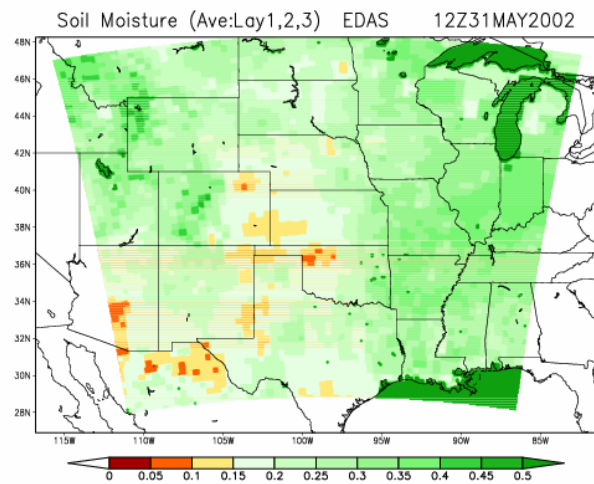 Soil Moisture (Ave:Lay1,2,3) EDAS 12Z31MAY2002
48N
46N
44N
42N
40N
38N
36N
34N
32N
30N
28N
115W 110W 105W 100W 95W 90W 85W
0 0.05 0.1 0.15 0.2 0.25 0.3 0.35 0.4 0.45 0.5